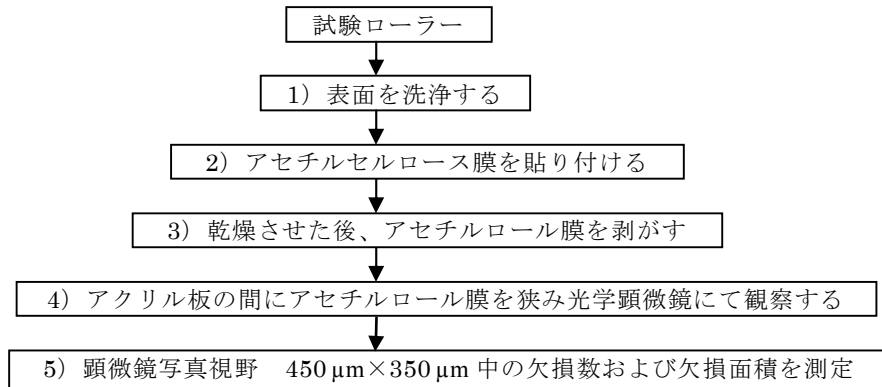 試験ローラー
1）表面を洗浄する
2）アセチルセルロース膜を貼り付ける
3）乾燥させた後、アセチルロール膜を剥がす
4）アクリル板の間にアセチルロール膜を狭み光学顕微鏡にて観察する
5）顕微鏡写真視野　450 μm×350 μm 中の欠損数および欠損面積を測定